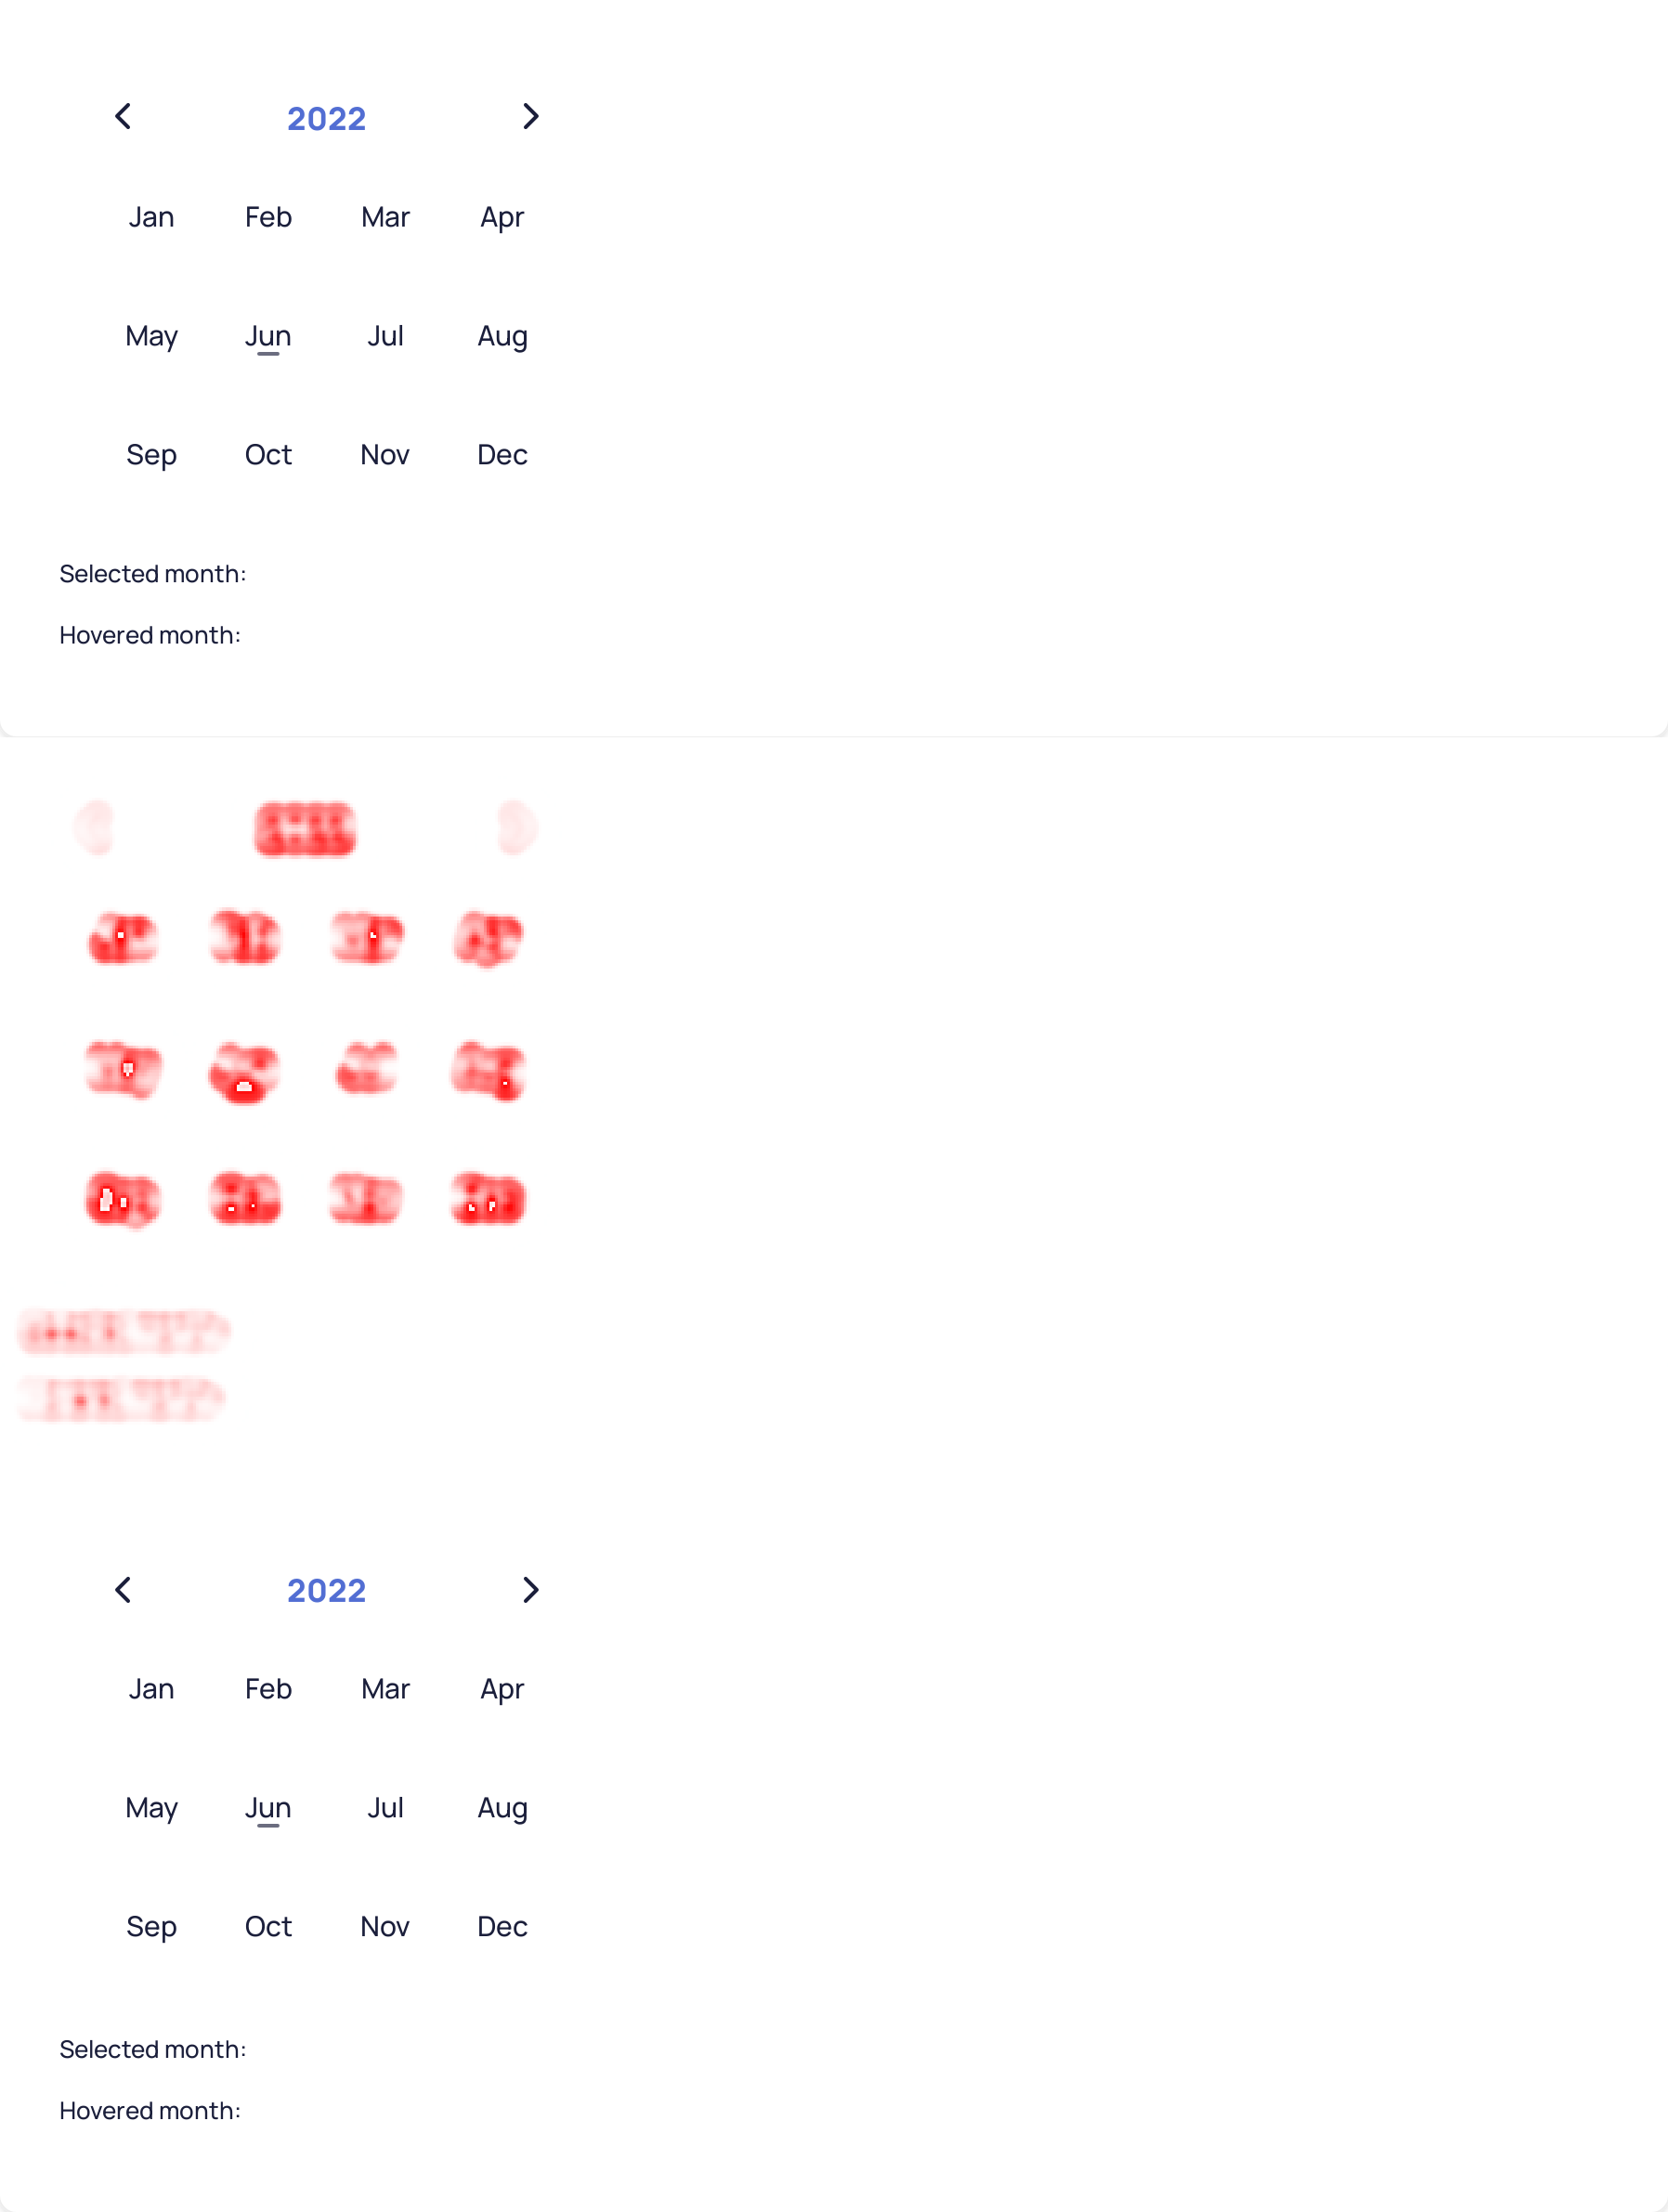 2022
Jan Feb Mar Apr
May Jun Jul Aug
Sep Oct Nov Dec
Selected month:
Hovered month:
2022
Jan Feb Mar Apr
May Jun Jul Aug
Sep Oct Nov Dec
Selected month:
Hovered month: